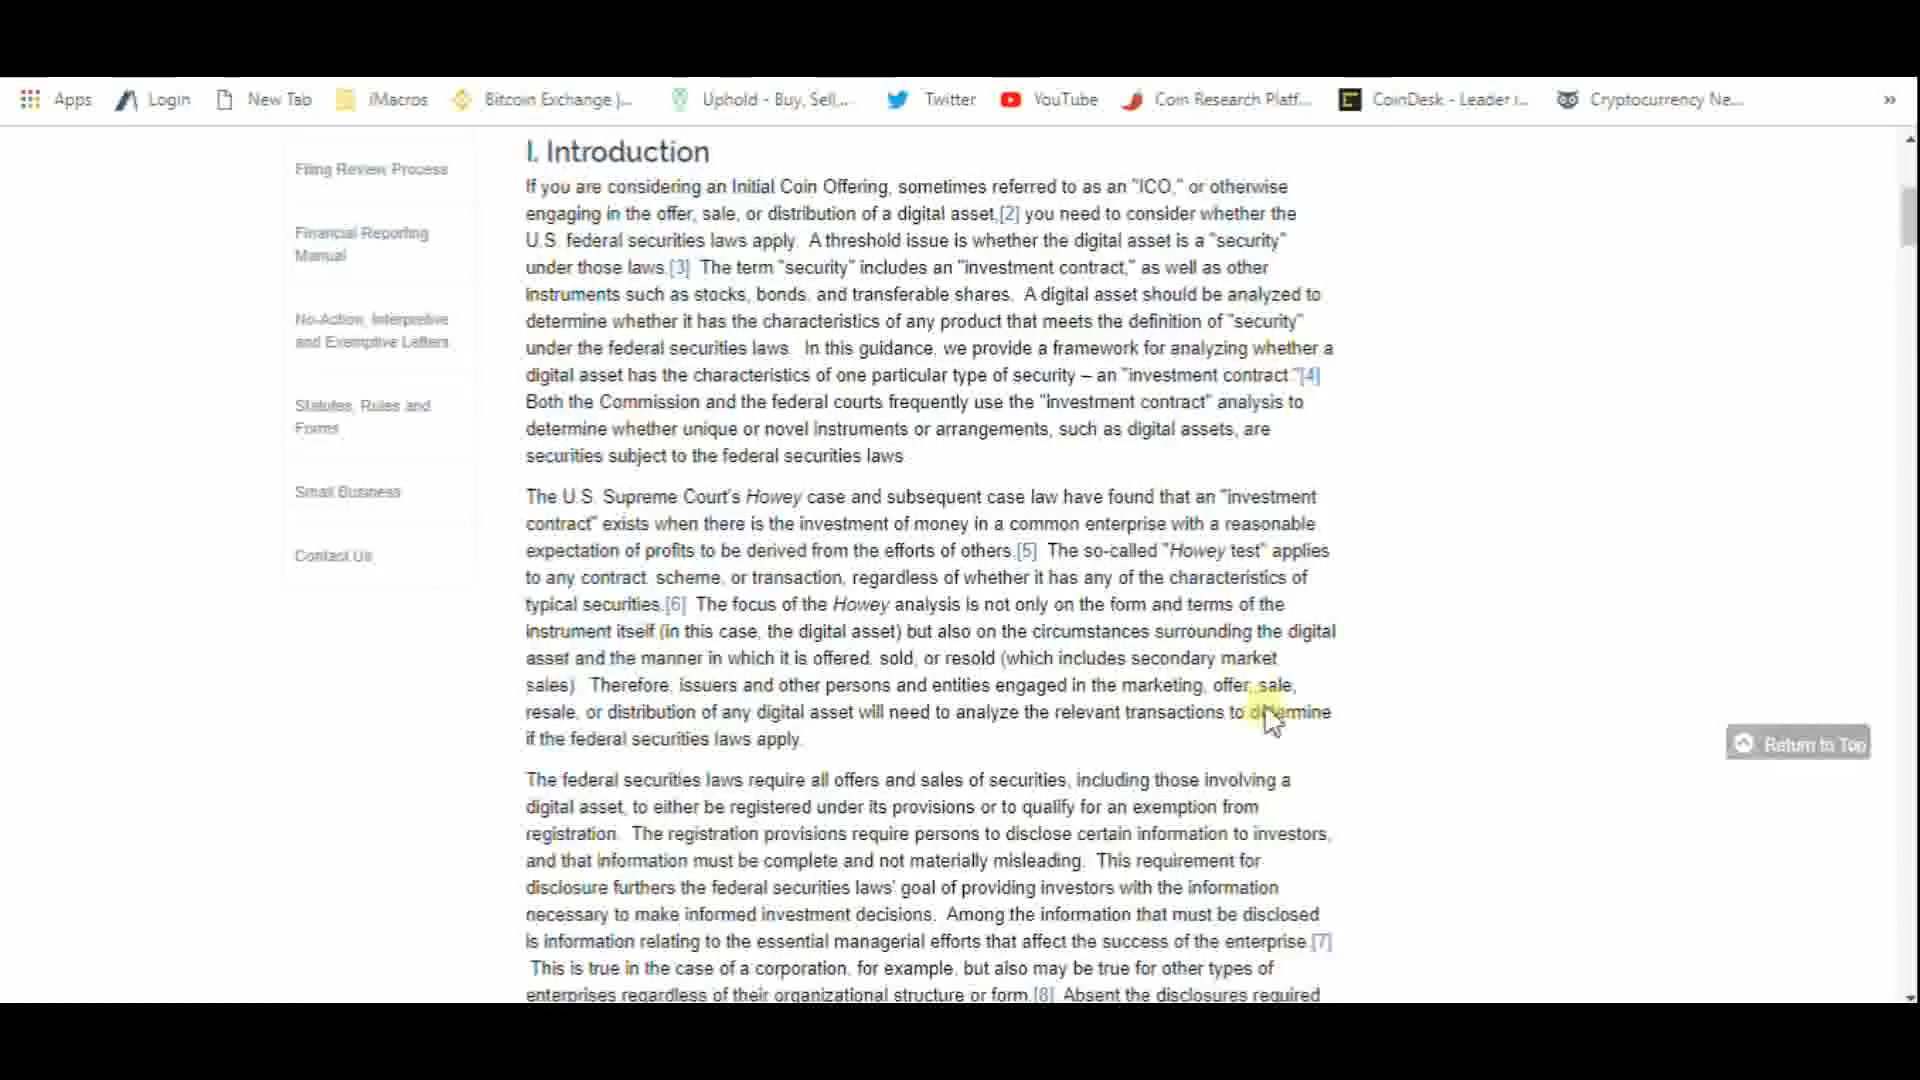 Apps Login New Tab iMacros Bitcoin Exchange |... Uphold - Buy, Sell,... Twitter YouTube Coin Research Platf... CoinDesk - Leader i... Cryptocurrency Ne... »
Filing Review Process
Financial Reporting
Manual
No-Action, Interpretive
and Exemptive Letters
Statutes, Rules and
Forms
Small Business
Contact Us
I. Introduction
If you are considering an Initial Coin Offering, sometimes referred to as an "ICO," or otherwise
engaging in the offer, sale, or distribution of a digital asset,[2] you need to consider whether the
U.S. federal securities laws apply. A threshold issue is whether the digital asset is a "security"
under those laws.[3] The term "security" includes an "investment contract," as well as other
instruments such as stocks, bonds, and transferable shares. A digital asset should be analyzed to
determine whether it has the characteristics of any product that meets the definition of "security"
under the federal securities laws. In this guidance, we provide a framework for analyzing whether a
digital asset has the characteristics of one particular type of security – an "investment contract."[4]
Both the Commission and the federal courts frequently use the "investment contract" analysis to
determine whether unique or novel instruments or arrangements, such as digital assets, are
securities subject to the federal securities laws.
The U.S. Supreme Court's Howey case and subsequent case law have found that an "investment
contract" exists when there is the investment of money in a common enterprise with a reasonable
expectation of profits to be derived from the efforts of others.[5] The so-called "Howey test" applies
to any contract, scheme, or transaction, regardless of whether it has any of the characteristics of
typical securities.[6] The focus of the Howey analysis is not only on the form and terms of the
instrument itself (in this case, the digital asset) but also on the circumstances surrounding the digital
asset and the manner in which it is offered, sold, or resold (which includes secondary market
sales). Therefore, issuers and other persons and entities engaged in the marketing, offer, sale,
resale, or distribution of any digital asset will need to analyze the relevant transactions to determine
if the federal securities laws apply.
The federal securities laws require all offers and sales of securities, including those involving a
digital asset, to either be registered under its provisions or to qualify for an exemption from
registration. The registration provisions require persons to disclose certain information to investors,
and that information must be complete and not materially misleading. This requirement for
disclosure furthers the federal securities laws' goal of providing investors with the information
necessary to make informed investment decisions. Among the information that must be disclosed
is information relating to the essential managerial efforts that affect the success of the enterprise.[7]
This is true in the case of a corporation, for example, but also may be true for other types of
enterprises regardless of their organizational structure or form.[8] Absent the disclosures required
Return to Top